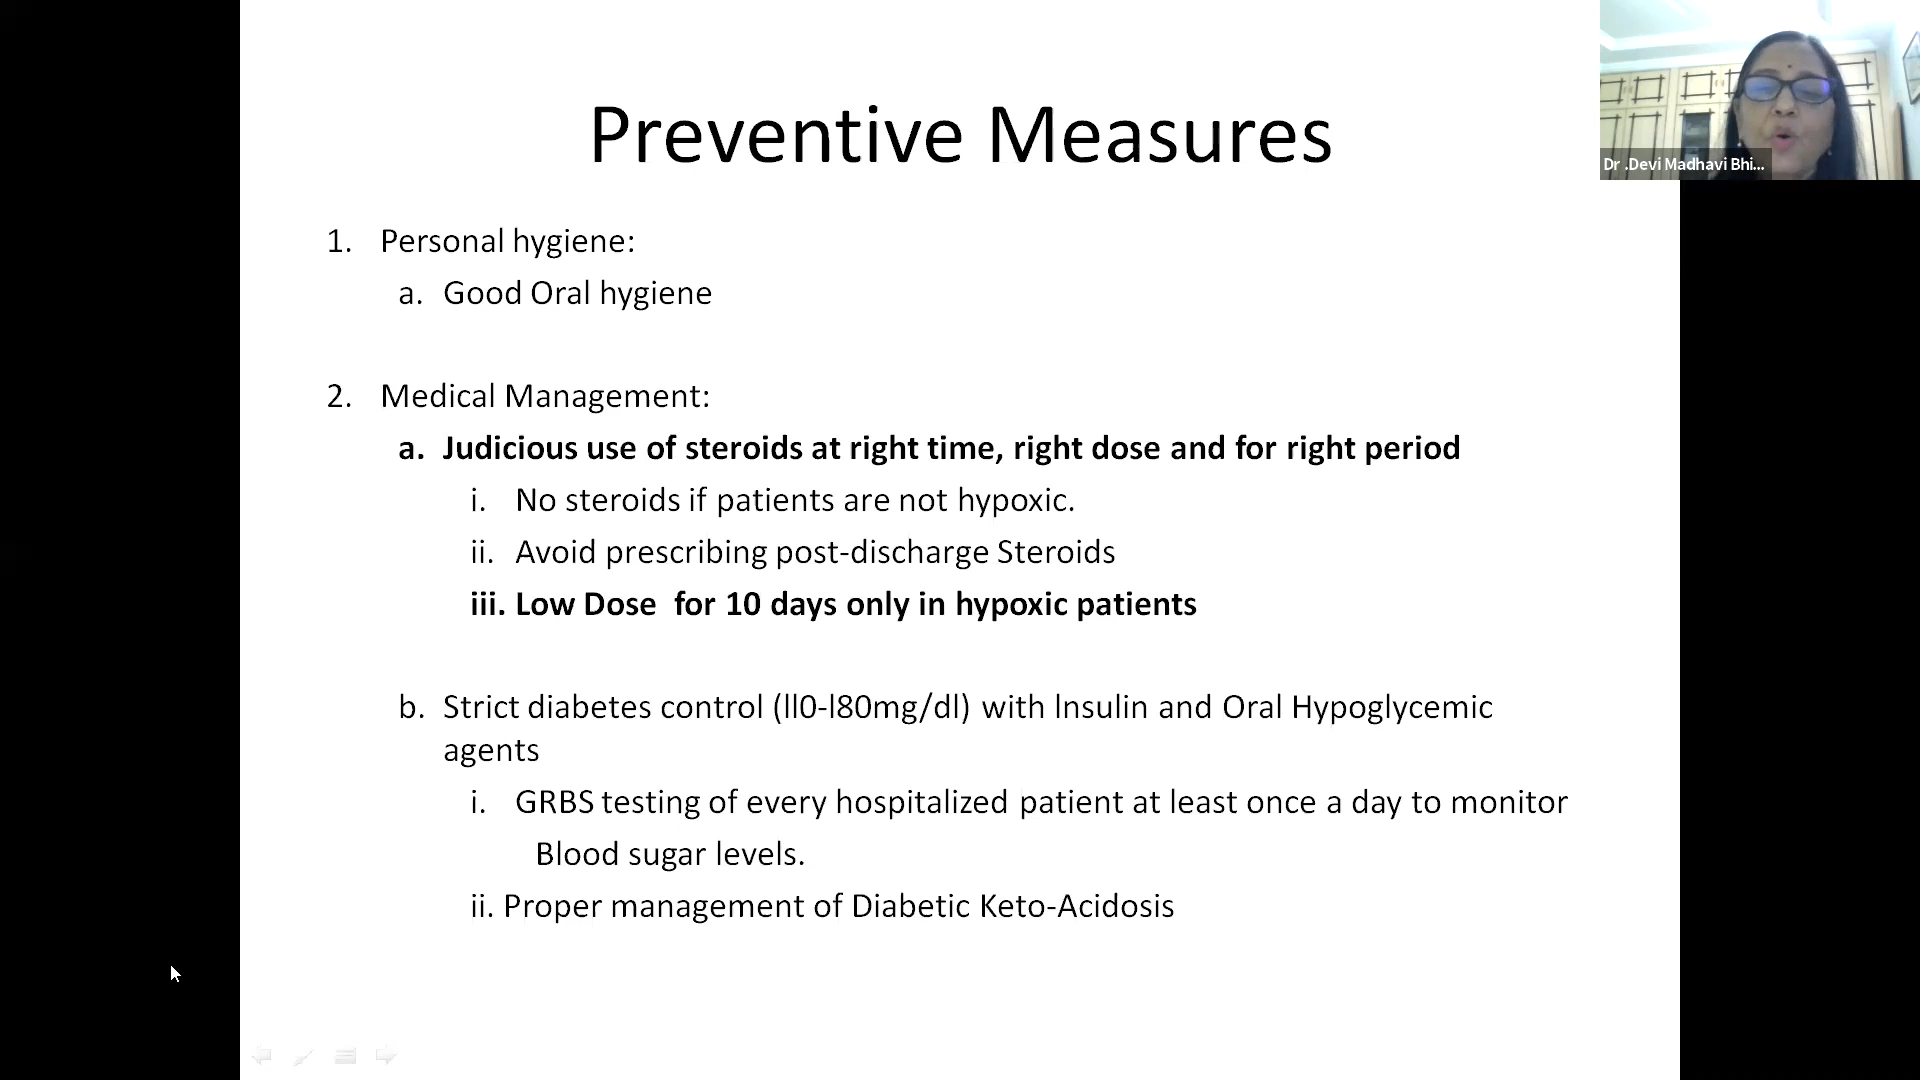 Preventive Measures
Dr .Devi Madhavi Bhi...
1. Personal hygiene:
a. Good Oral hygiene
2. Medical Management:
a. Judicious use of steroids at right time, right dose and for right period
i. No steroids if patients are not hypoxic.
ii. Avoid prescribing post-discharge Steroids
iii. Low Dose for 10 days only in hypoxic patients
b. Strict diabetes control (ll0-l80mg/dl) with lnsulin and Oral Hypoglycemic
agents
i. GRBS testing of every hospitalized patient at least once a day to monitor
Blood sugar levels.
ii. Proper management of Diabetic Keto-Acidosis